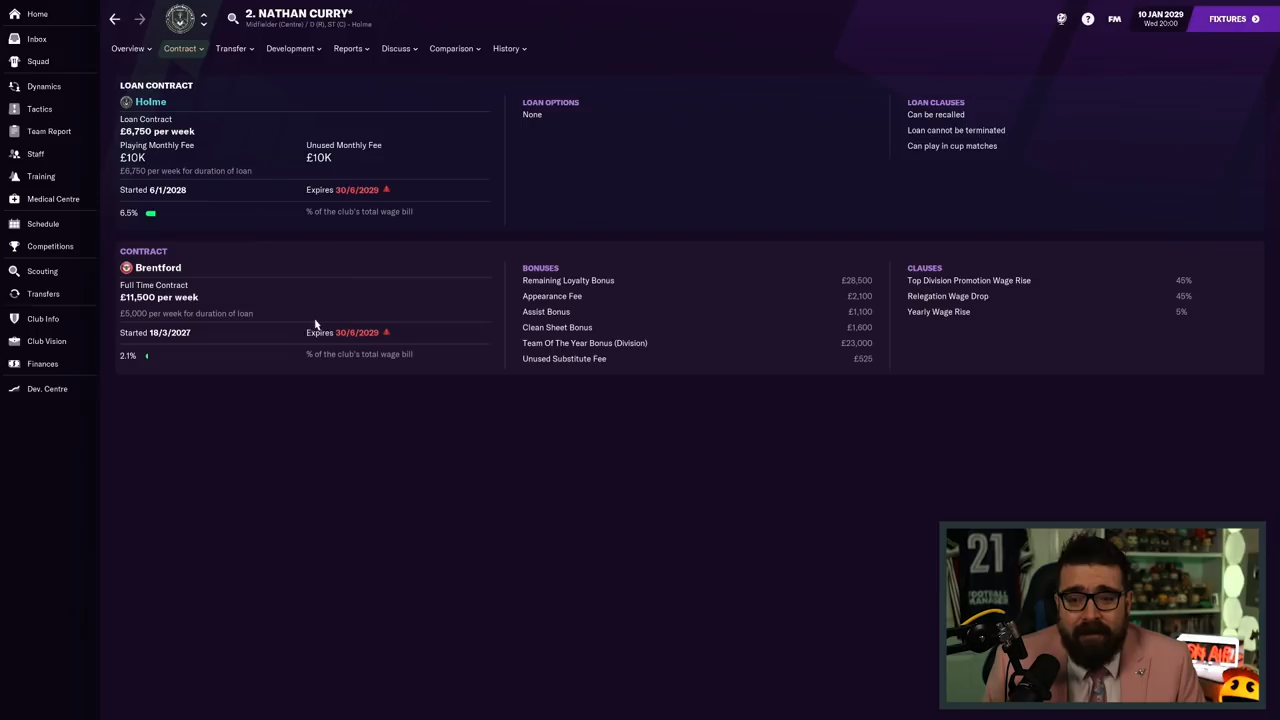 Home
Inbox
Squad
Dynamics
Tactics
Team Report
Staff
Training
Medical Centre
Schedule
Competitions
Scouting
Transfers
Club Info
Club Vision
Finances
Dev. Centre
2. NATHAN CURRY*
Midfielder (Centre) / D (R), ST (C) - Holme
FM
10 JAN 2029
Wed 20:00
FIXTURES
Overview
Contract
Transfer
Development
Reports
Discuss
Comparison
History
LOAN CONTRACT
Holme
Loan Contract
£6,750 per week
Playing Monthly Fee
Unused Monthly Fee
£10K
£10K
£6,750 per week for duration of loan
Started 6/1/2028
Expires 30/6/2029
6.5%
% of the club's total wage bill
LOAN OPTIONS
None
LOAN CLAUSES
Can be recalled
Loan cannot be terminated
Can play in cup matches
CONTRACT
Brentford
Full Time Contract
£11,500 per week
£5,000 per week for duration of loan
Started 18/3/2027
Expires 30/6/2029
2.1%
% of the club's total wage bill
BONUSES
Remaining Loyalty Bonus £28,500
Appearance Fee £2,100
Assist Bonus £1,100
Clean Sheet Bonus £1,600
Team Of The Year Bonus (Division) £23,000
Unused Substitute Fee £525
CLAUSES
Top Division Promotion Wage Rise 45%
Relegation Wage Drop 45%
Yearly Wage Rise 5%
21
FOOTBALL
MANAGER
ON AIR